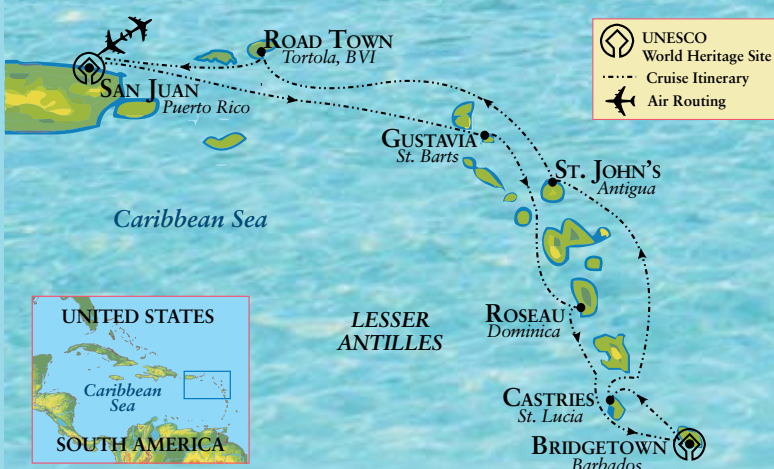 ROAD TOWN
Tortola, BVI
UNESCO
World Heritage Site
Cruise Itinerary
Air Routing
SAN JUAN
Puerto Rico
GUSTAVIA
St. Barts
ST. JOHN'S
Antigua
Caribbean Sea
LESSER
ANTILLES
ROSEAU
Dominica
UNITED STATES
Caribbean
Sea
SOUTH AMERICA
CASTRIES
St. Lucia
BRIDGETOWN
Barbados